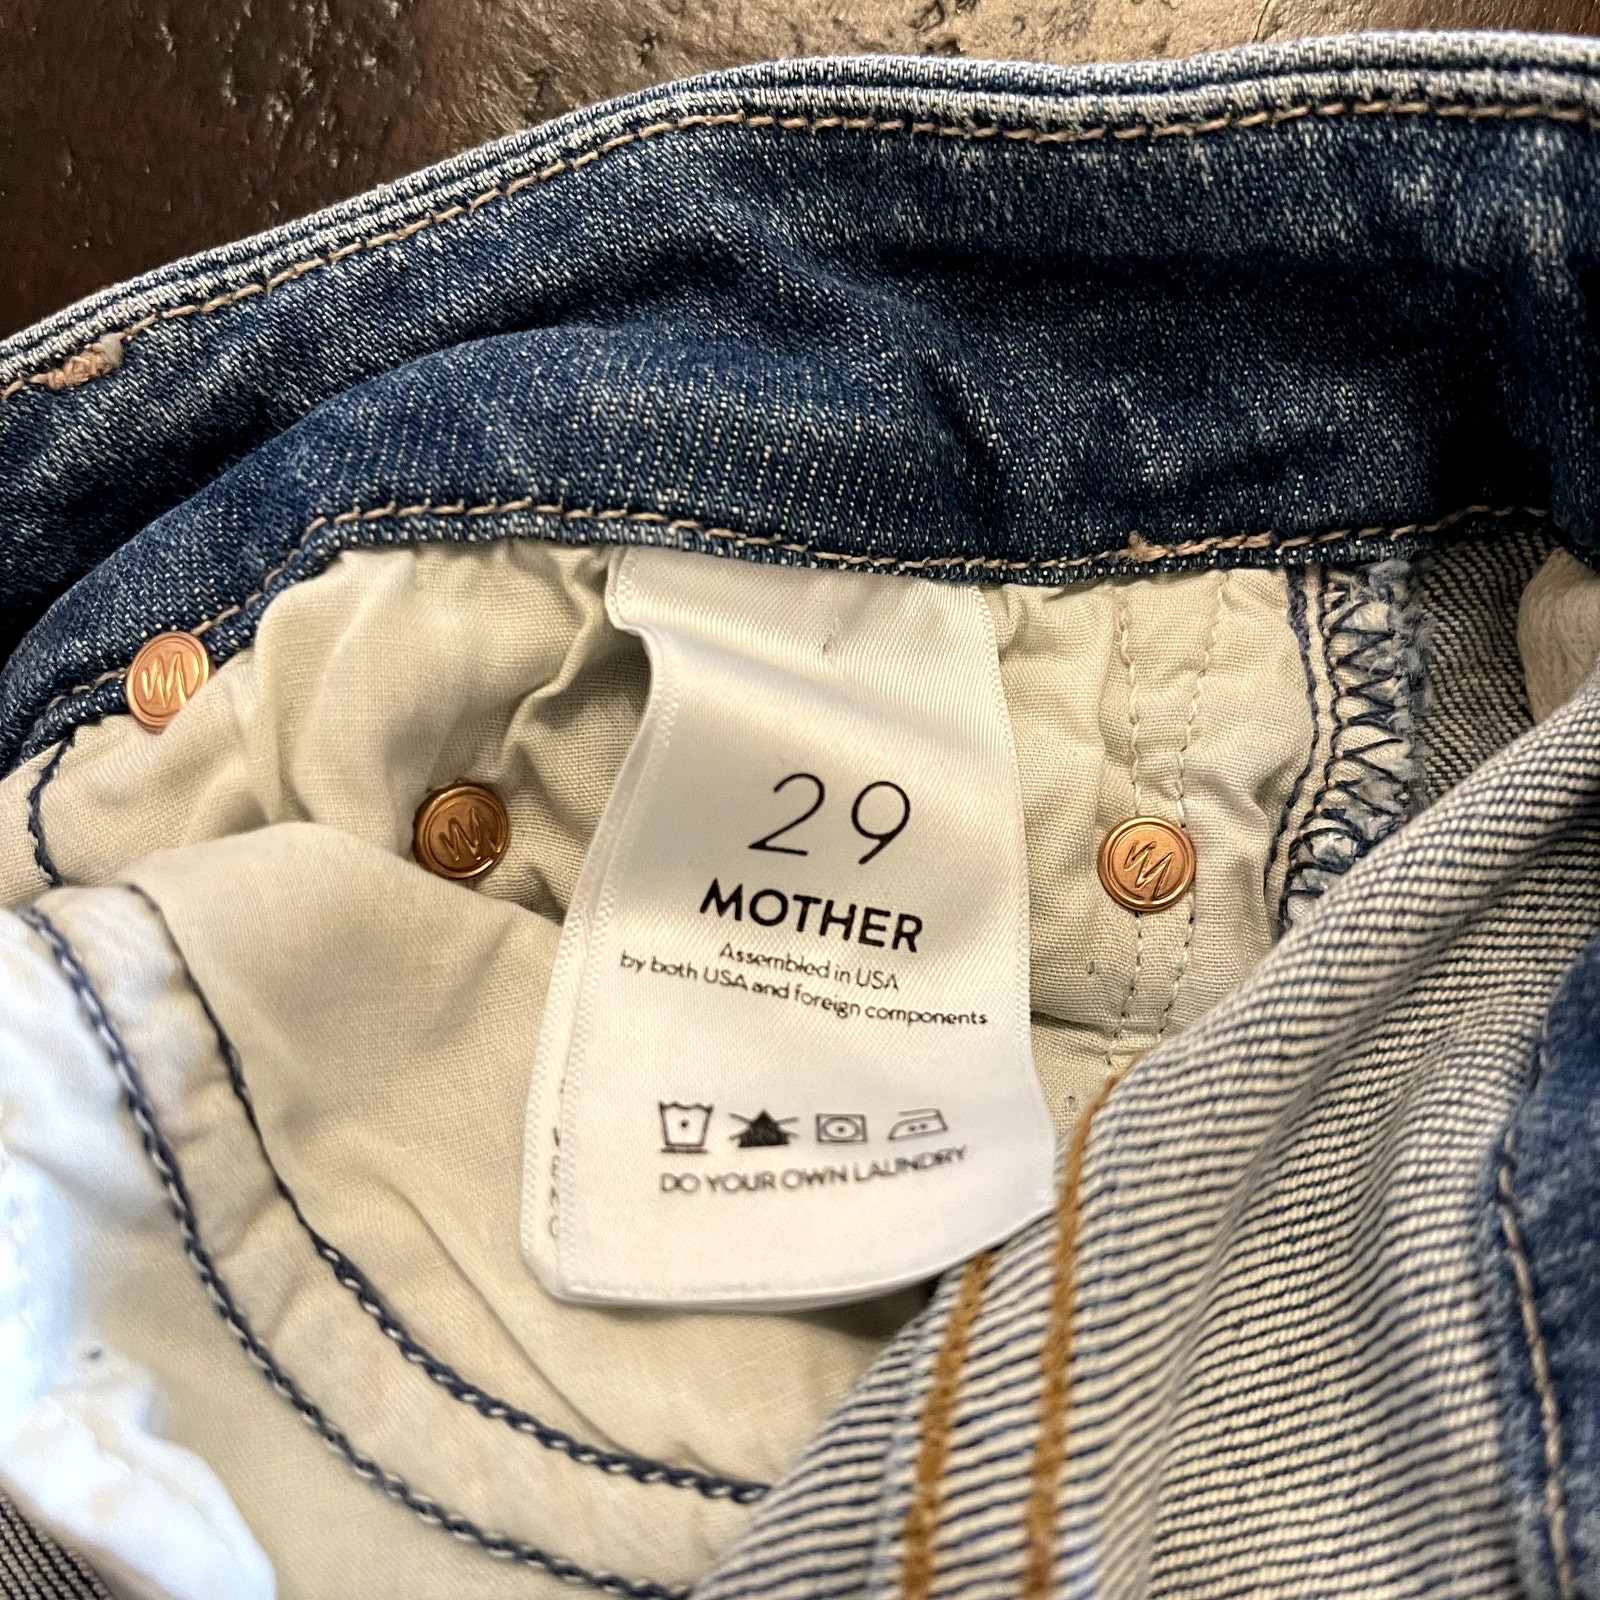 29
MOTHER
Assembled in USA
by both USA and foreign components
DO YOUR OWN LAUNDRY